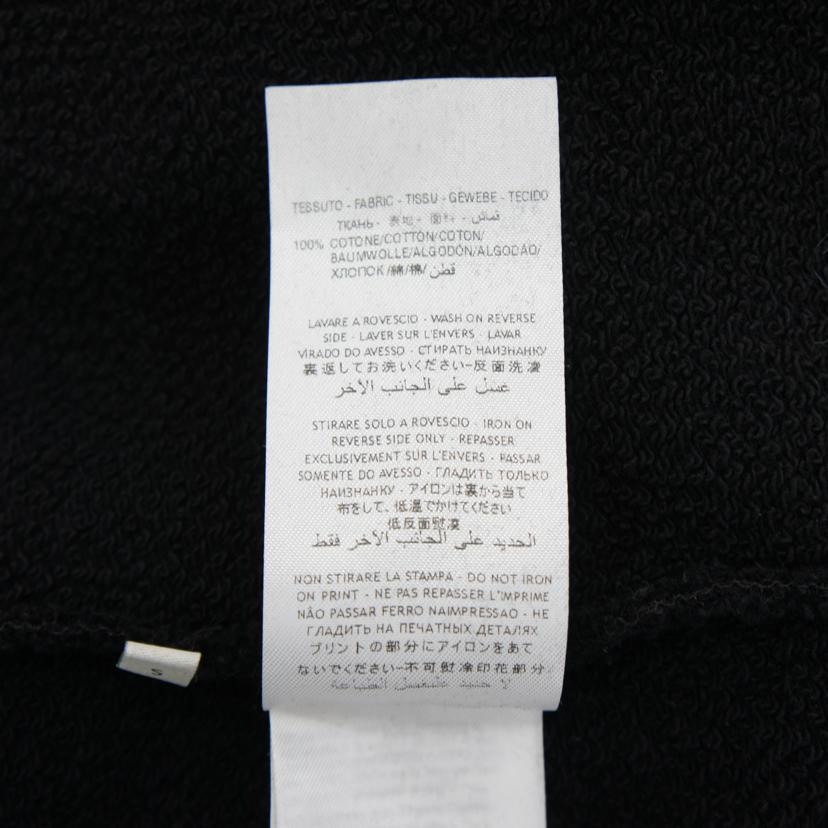 TESSUTO - FABRIC - TISSU - GEWEBE - TECIDO
ТКАНЬ - 表地 - 面料 - قماش
100% COTONE/COTTON/COTON/
BAUMWOLLE/ALGODÓN/ALGODÃO/
ХЛОПОК/綿/棉/قطن
LAVARE A ROVESCIO - WASH ON REVERSE
SIDE - LAVER SUR L'ENVERS - LAVAR
VIRADO DO AVESSO - СТИРАТЬ НАИЗНАНКУ
裏返してお洗いください-反面洗凌
غسل على الجانب الآخر
STIRARE SOLO A ROVESCIO - IRON ON
REVERSE SIDE ONLY - REPASSER
EXCLUSIVEMENT SUR L'ENVERS - PASSAR
SOMENTE DO AVESSO - ГЛАДИТЬ ТОЛЬКО
НАИЗНАНКУ - アイロンは裏から当て
布をして、低温でかけてください
低反面熨凌
الحديد على الجانب الآخر فقط
NON STIRARE LA STAMPA - DO NOT IRON
ON PRINT - NE PAS REPASSER L'IMPRIME
NÃO PASSAR FERRO NAIMPRESSAO - НЕ
ГЛАДИТЬ НА ПЕЧАТНЫХ ДЕТАЛЯХ
プリントの部分にアイロンをあて
ないでください-不可熨涂印花部分
S